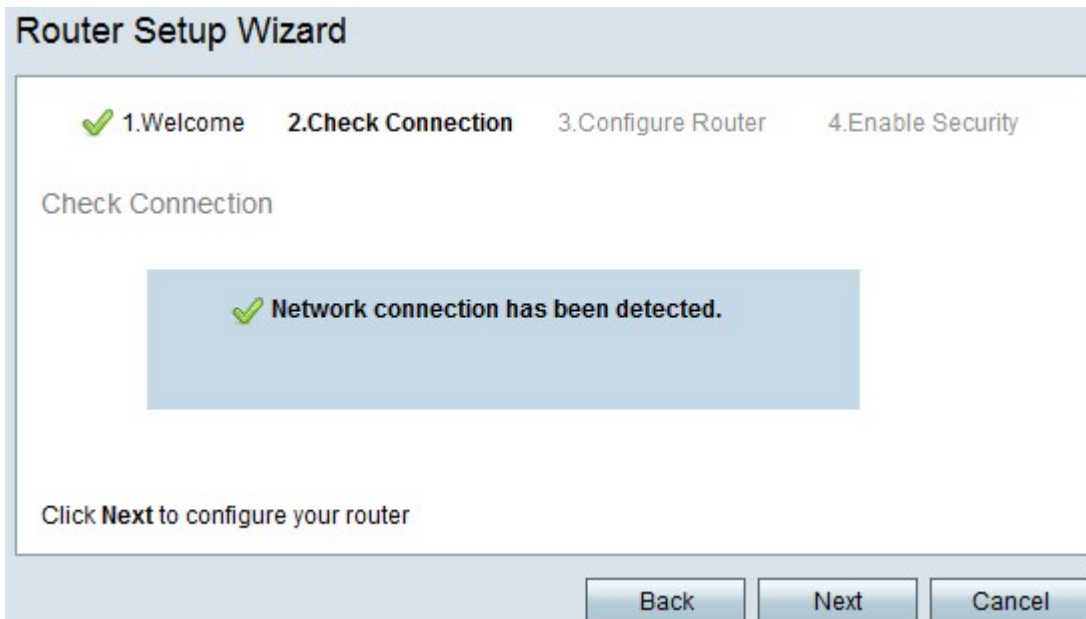 Router Setup Wizard
1.Welcome 2.Check Connection 3.Configure Router 4.Enable Security
Check Connection
Network connection has been detected.
Click Next to configure your router
Back Next Cancel